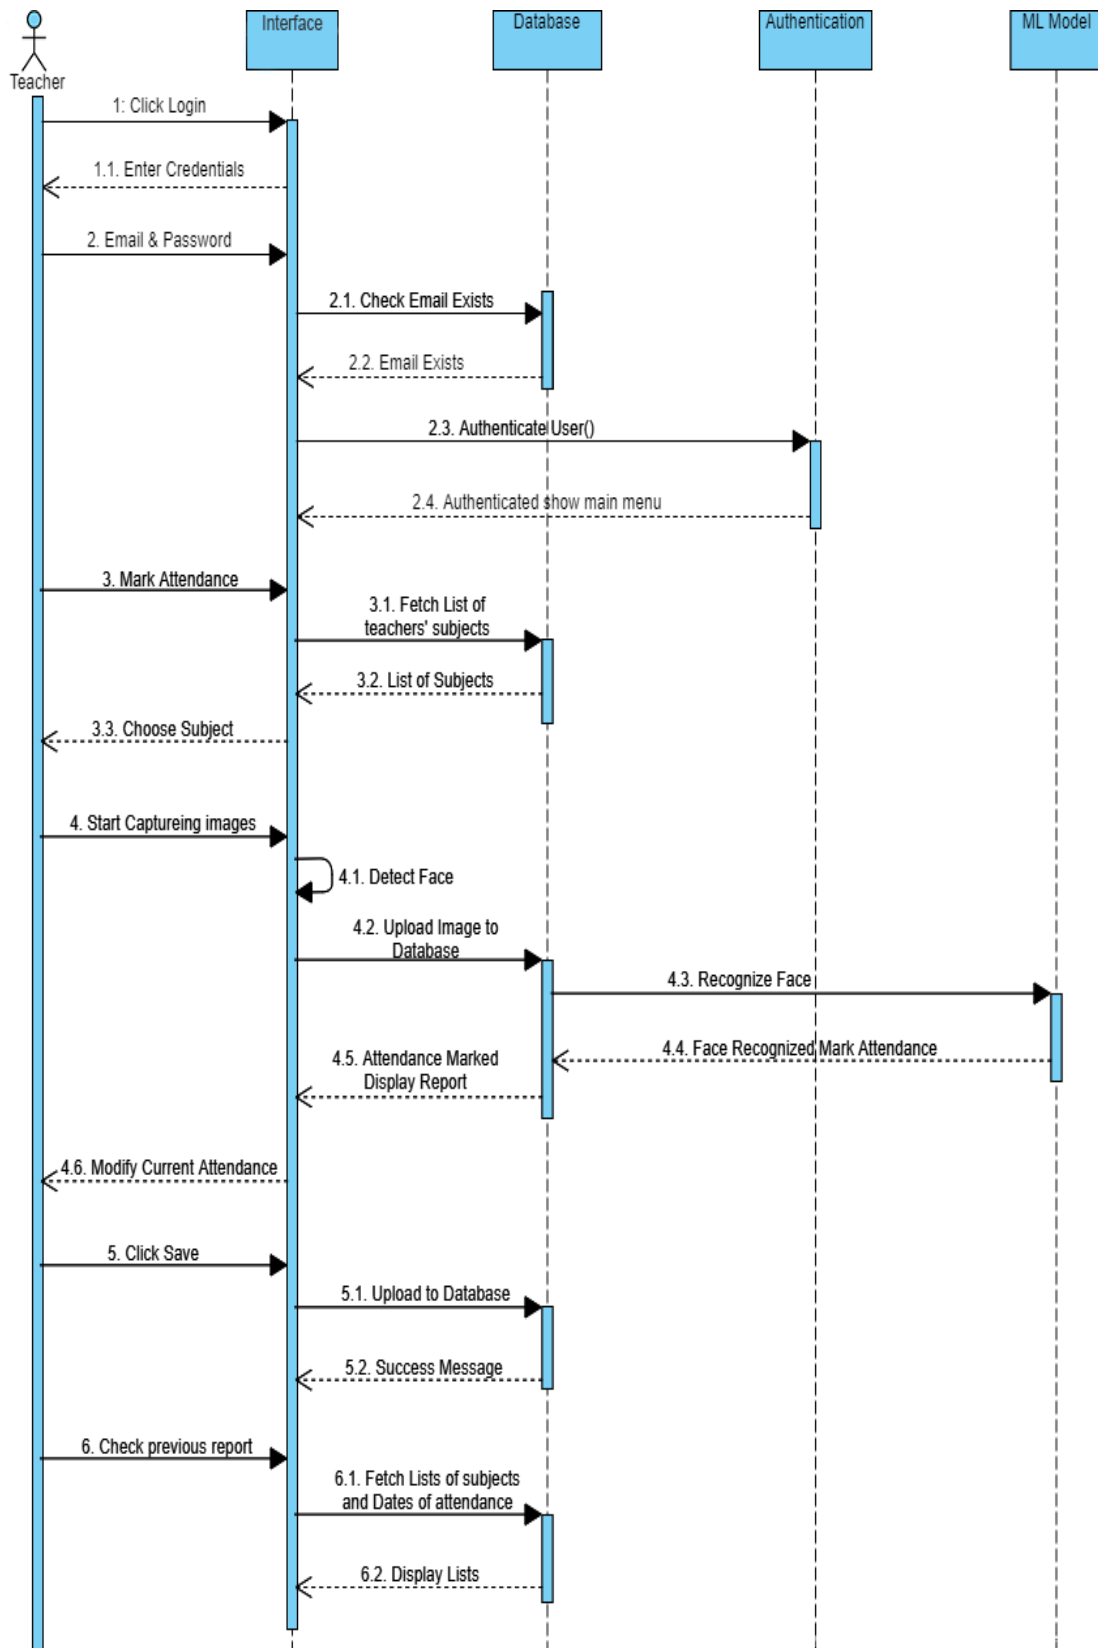 Interface
Database
Authentication
ML Model
Teacher
1: Click Login
1.1. Enter Credentials
2. Email & Password
2.1. Check Email Exists
2.2. Email Exists
2.3. Authenticate User()
2.4. Authenticated show main menu
3. Mark Attendance
3.1. Fetch List of
teachers' subjects
3.2. List of Subjects
3.3. Choose Subject
4. Start Captureing images
4.1. Detect Face
4.2. Upload Image to
Database
4.3. Recognize Face
4.4. Face Recognized Mark Attendance
4.5. Attendance Marked
Display Report
4.6. Modify Current Attendance
5. Click Save
5.1. Upload to Database
5.2. Success Message
6. Check previous report
6.1. Fetch Lists of subjects
and Dates of attendance
6.2. Display Lists